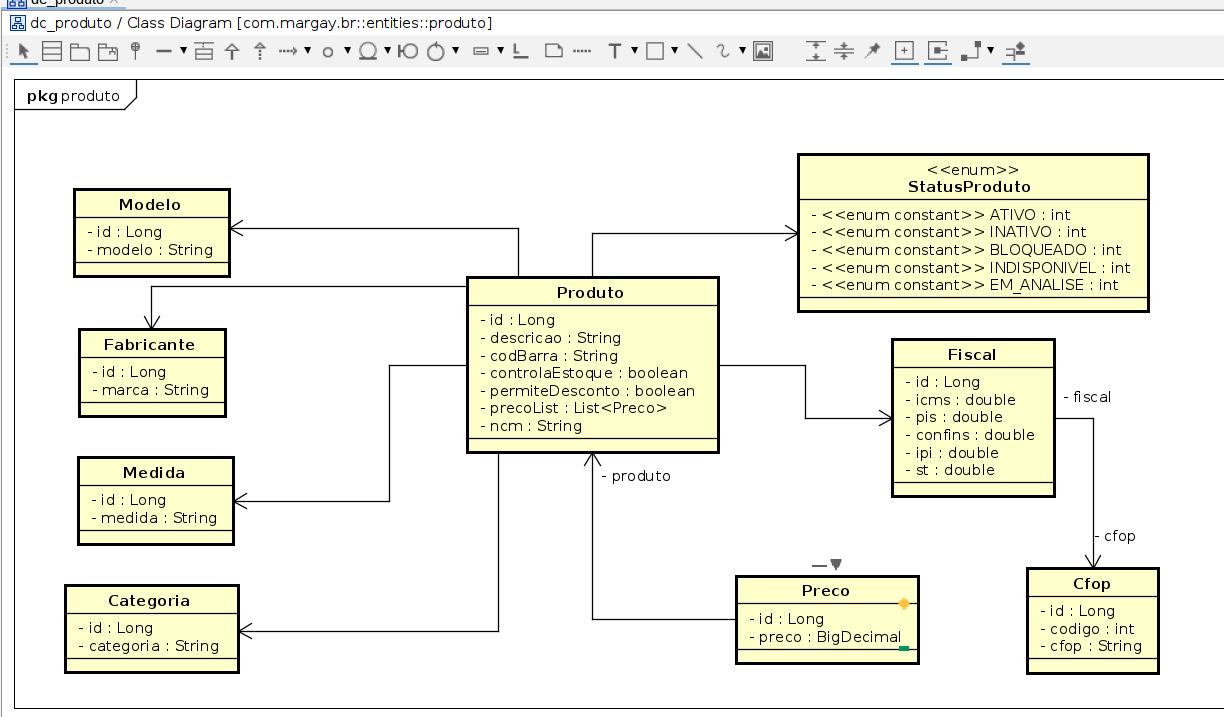 dc_produto
dc_produto / Class Diagram [com.margay.br::entities::produto]
T
pkg produto
Modelo
- id : Long
- modelo : String
<<enum>>
StatusProduto
- <<enum constant>> ATIVO : int
- <<enum constant>> INATIVO : int
- <<enum constant>> BLOQUEADO : int
- <<enum constant>> INDISPONIVEL : int
- <<enum constant>> EM_ANALISE : int
Produto
- id : Long
- descricao : String
- codBarra : String
- controlaEstoque : boolean
- permiteDesconto : boolean
- precoList : List<Preco>
- ncm : String
Fabricante
- id : Long
- marca : String
Fiscal
- id : Long
- icms : double
- pis : double
- confins : double
- ipi : double
- st : double
- fiscal
Medida
- id : Long
- medida : String
- produto
- cfop
Categoria
- id : Long
- categoria : String
Preco
- id : Long
- preco : BigDecimal
Cfop
- id : Long
- codigo : int
- cfop : String